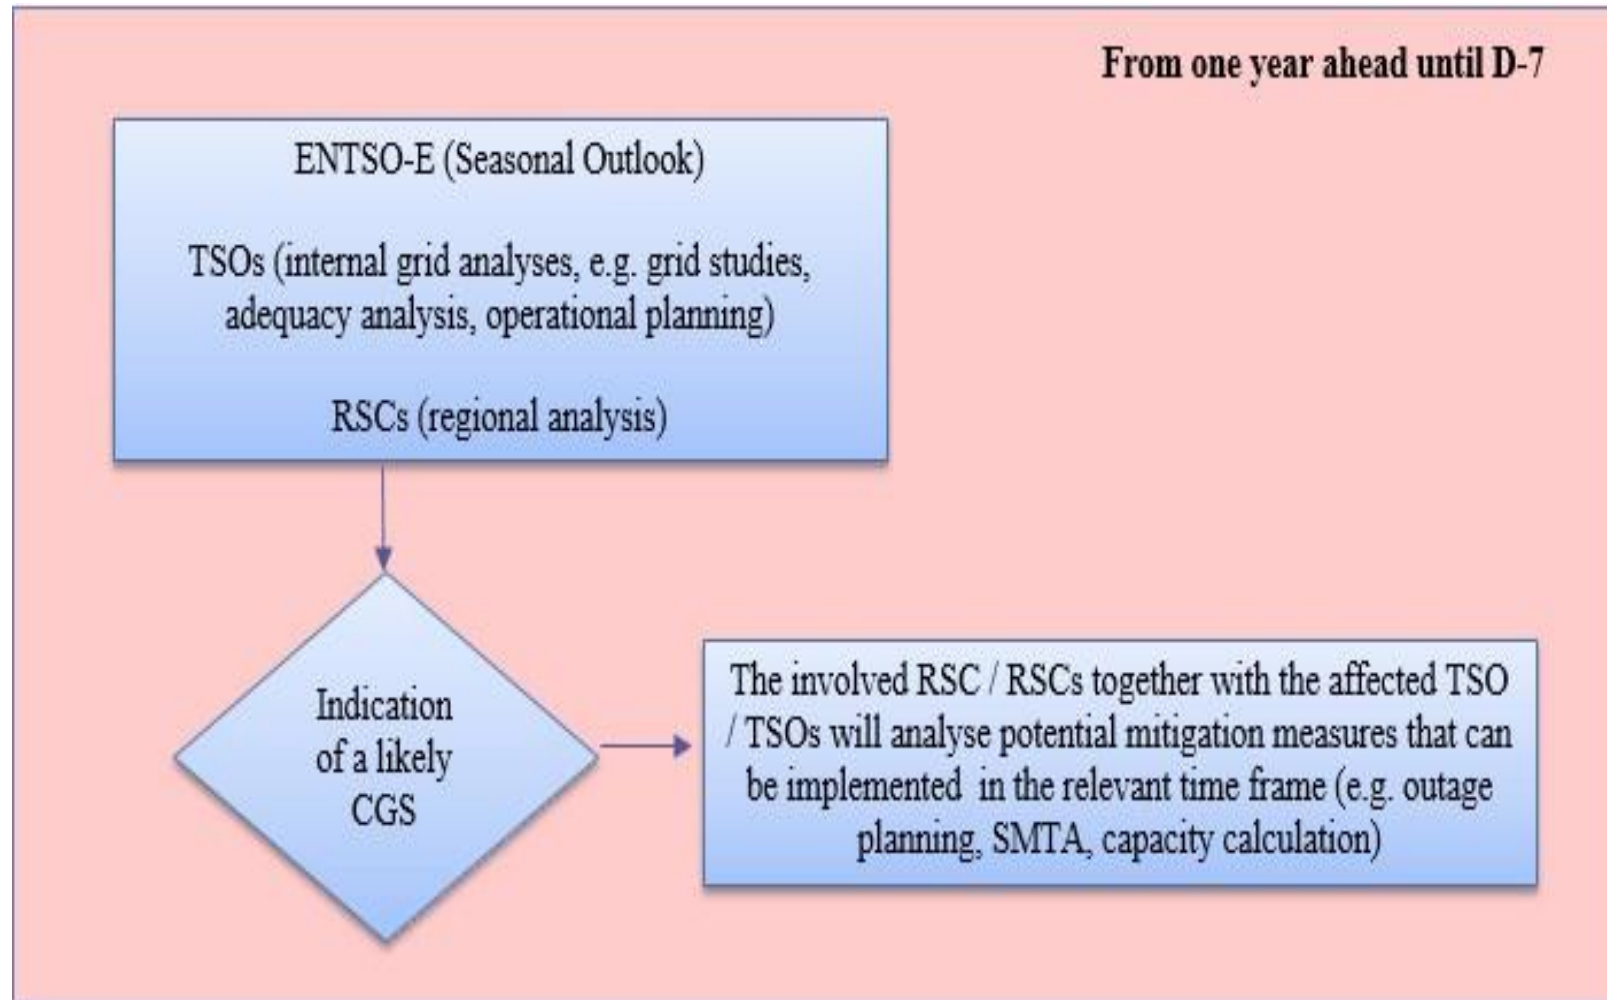 From one year ahead until D-7
ENTSO-E (Seasonal Outlook)
TSOs (internal grid analyses, e.g. grid studies,
adequacy analysis, operational planning)
RSCs (regional analysis)
Indication
of a likely
CGS
The involved RSC / RSCs together with the affected TSO
/ TSOs will analyse potential mitigation measures that can
be implemented in the relevant time frame (e.g. outage
planning, SMTA, capacity calculation)